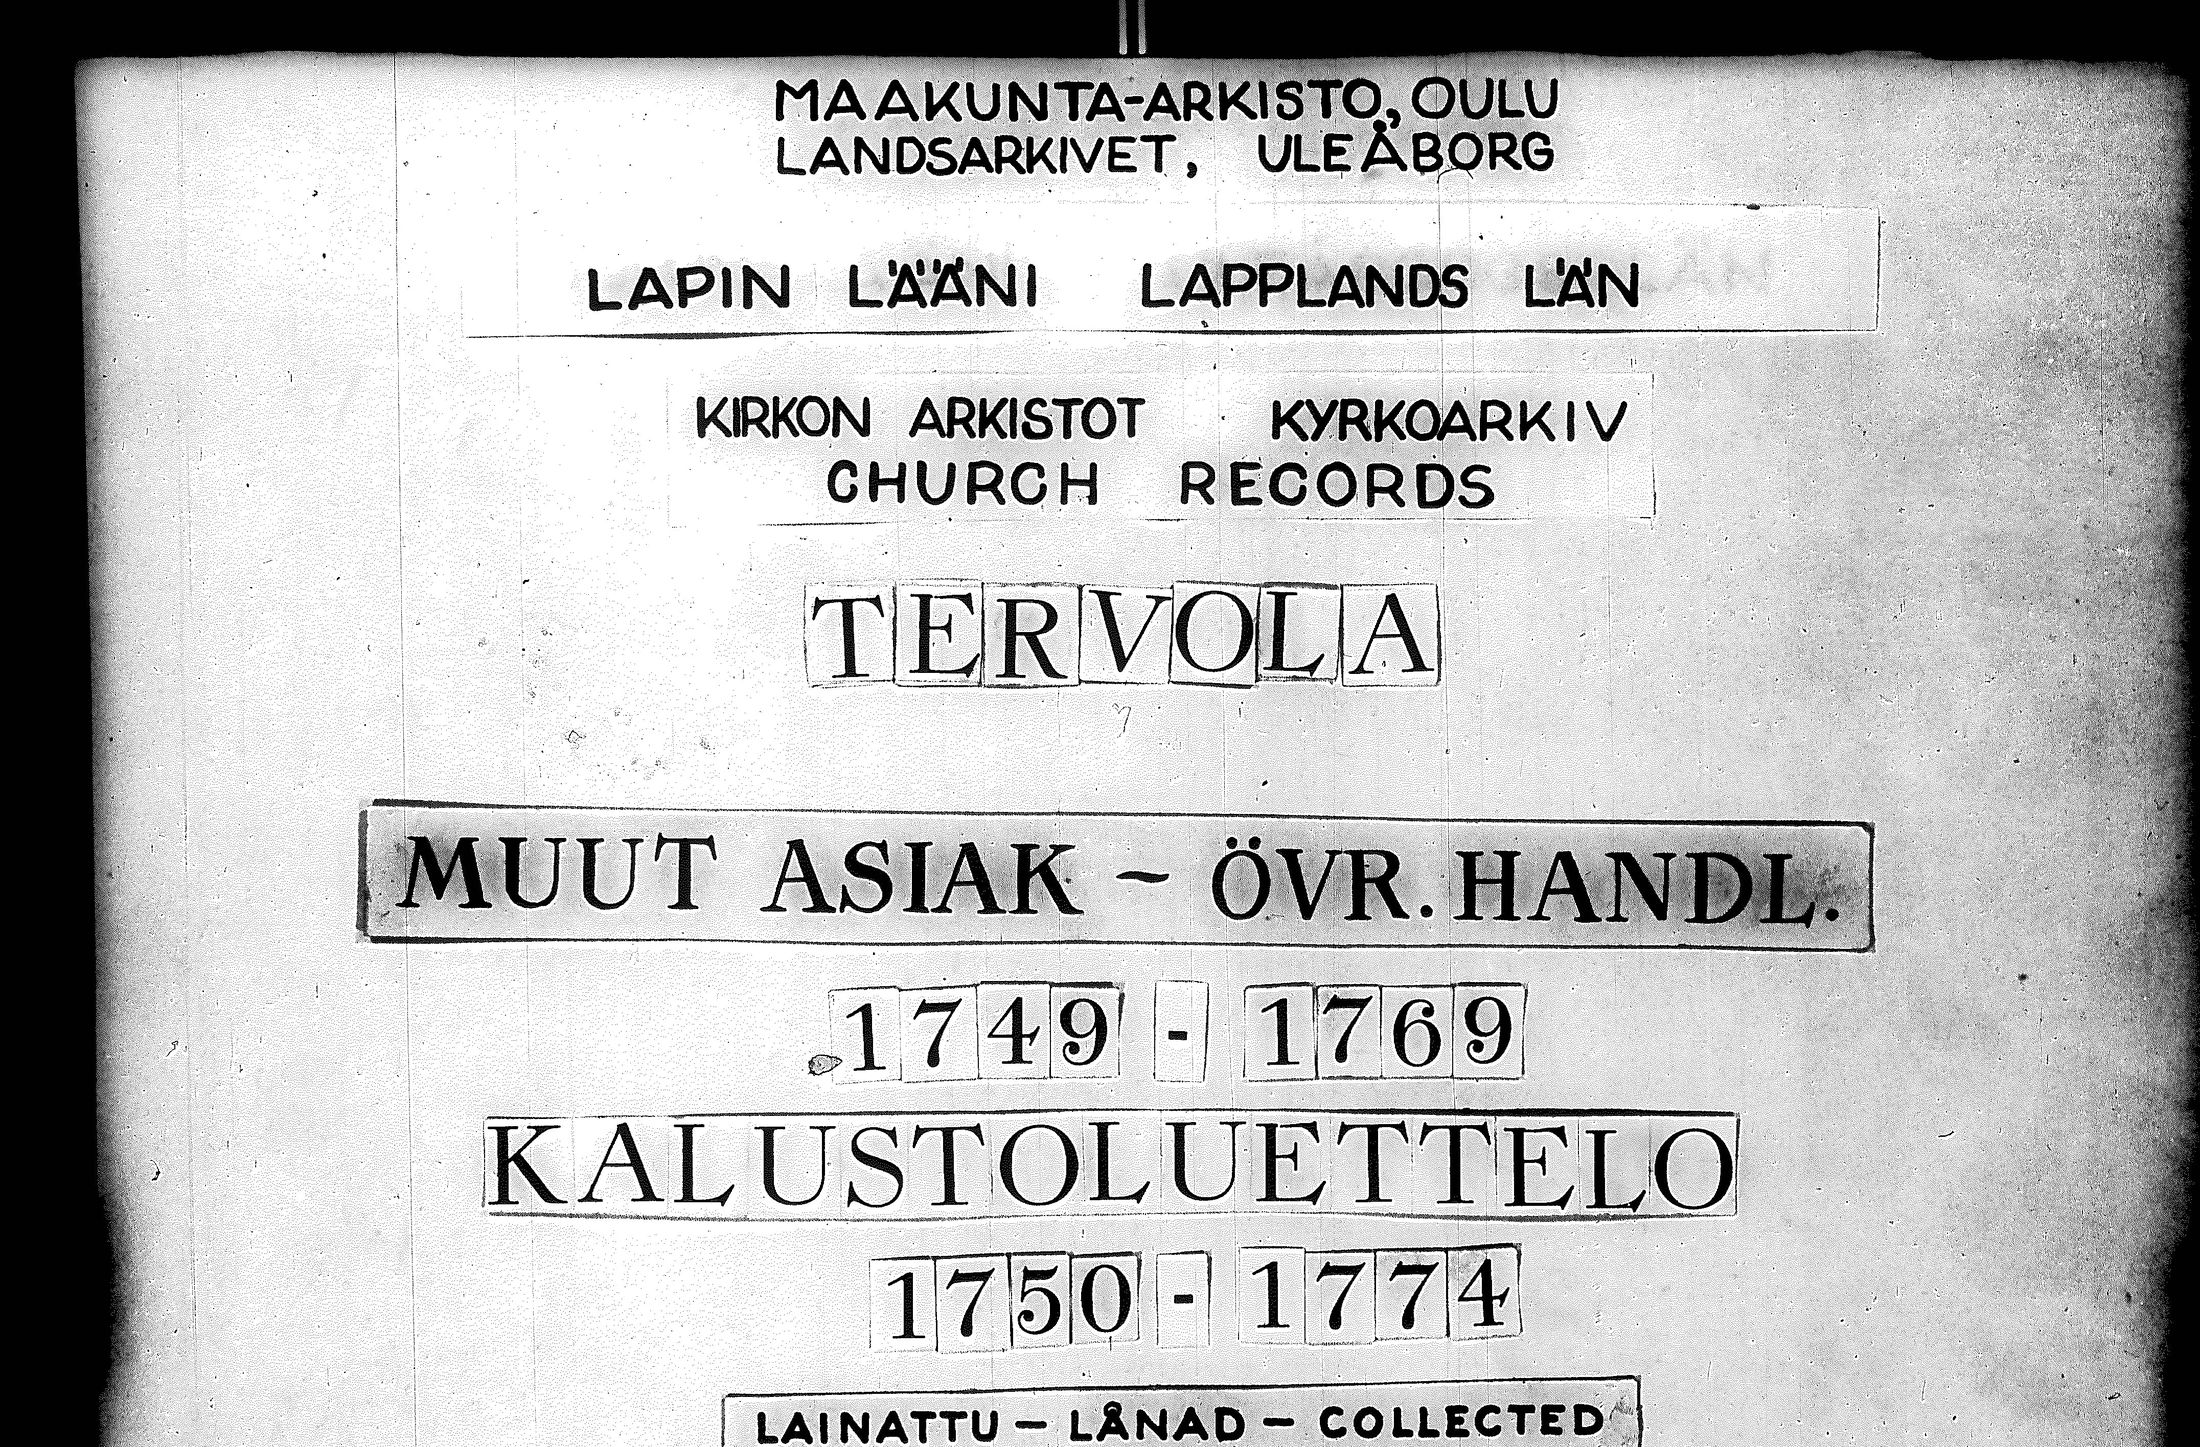 MAAKUNTA-ARKISTO, OULU
LANDSARKIVET, ULEÅBORG
LAPIN LÄÄNI LAPPLANDS LÄN
KIRKON ARKISTOT KYRKOARKIV
CHURCH RECORDS
TERVOLA
MUUT ASIAK ~ ÖVR. HANDL.
1749 - 1769
KALUSTOLUETTELO
1750 - 1774
LAINATTU - LÅNAD - COLLECTED